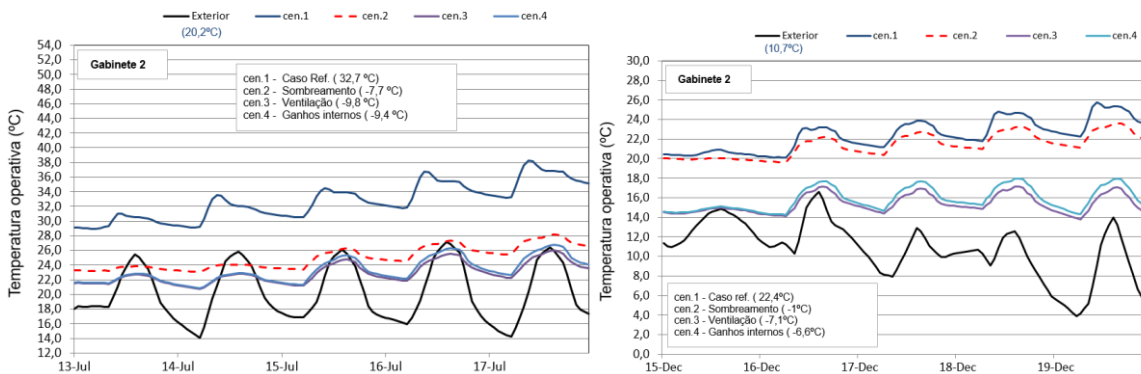 Exterior cen.1 cen.2 cen.3 cen.4
(20,2ºC)
Temperatura operativa (ºC)
54,0
52,0
50,0
48,0
46,0
44,0
42,0
40,0
38,0
36,0
34,0
32,0
30,0
28,0
26,0
24,0
22,0
20,0
18,0
16,0
14,0
12,0
Gabinete 2
cen.1 - Caso Ref. ( 32,7 ºC)
cen.2 - Sombreamento ( -7,7ºC)
cen.3 - Ventilação ( -9,8 ºC)
cen.4 - Ganhos internos ( -9,4 ºC)
13-Jul 14-Jul 15-Jul 16-Jul 17-Jul
Exterior cen.1 cen.2 cen.3 cen.4
(10,7ºC)
Temperatura operativa (ºC)
30,0
28,0
26,0
24,0
22,0
20,0
18,0
16,0
14,0
12,0
10,0
8,0
6,0
4,0
2,0
0,0
Gabinete 2
cen.1 - Caso ref. ( 22,4ºC)
cen.2 - Sombreamento ( -1ºC)
cen.3 - Ventilação ( -7,1ºC)
cen.4 - Ganhos internos ( -6,6ºC)
15-Dec 16-Dec 17-Dec 18-Dec 19-Dec